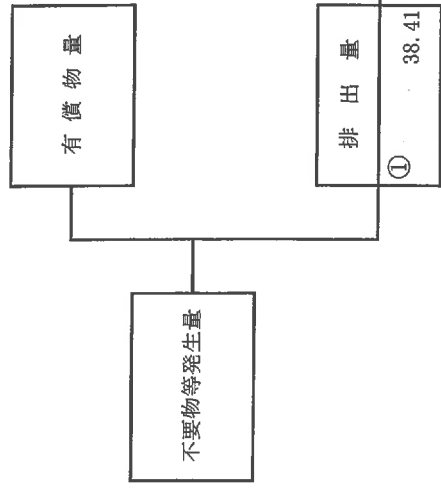 不要物等発生量
有償物量
排出量
①
38.41